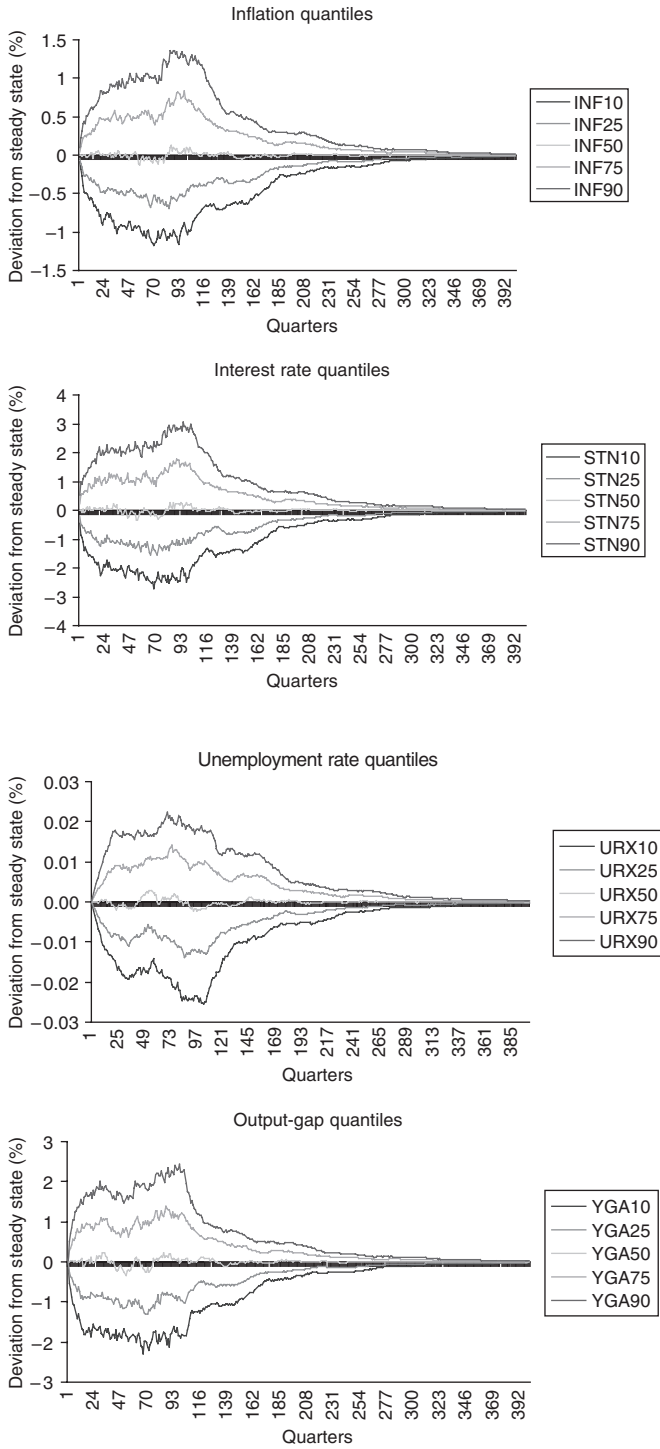 Inflation quantiles
Deviation from steady state (%)
1.5
1
0.5
0
−0.5
−1
−1.5
1 24 47 70 93 116 139 162 185 208 231 254 277 300 323 346 369 392
Quarters
INF10
INF25
INF50
INF75
INF90
Interest rate quantiles
Deviation from steady state (%)
4
3
2
1
0
−1
−2
−3
−4
1 24 47 70 93 116 139 162 185 208 231 254 277 300 323 346 369 392
Quarters
STN10
STN25
STN50
STN75
STN90
Unemployment rate quantiles
Deviation from steady state (%)
0.03
0.02
0.01
0.00
−0.01
−0.02
−0.03
1 25 49 73 97 121 145 169 193 217 241 265 289 313 337 361 385
Quarters
URX10
URX25
URX50
URX75
URX90
Output-gap quantiles
Deviation from steady state (%)
3
2
1
0
−1
−2
−3
1 24 47 70 93 116 139 162 185 208 231 254 277 300 323 346 369 392
Quarters
YGA10
YGA25
YGA50
YGA75
YGA90